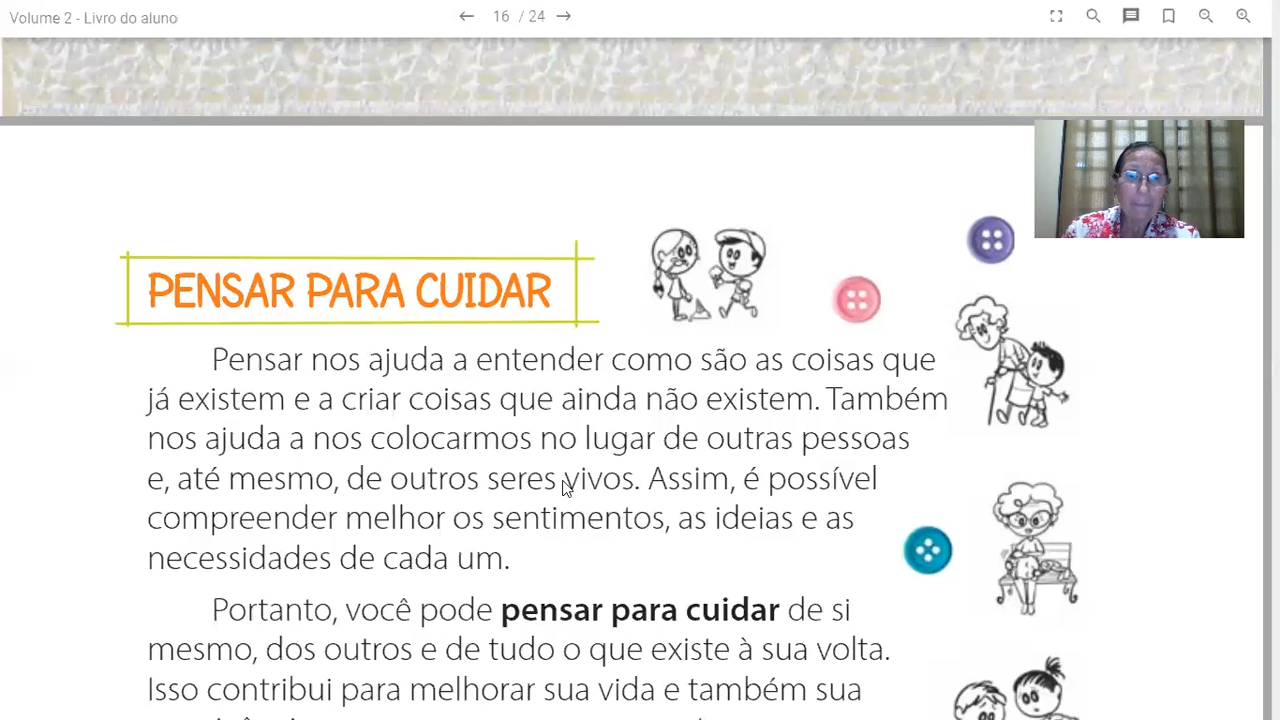 Volume 2 - Livro do aluno
16 / 24
PENSAR PARA CUIDAR
Pensar nos ajuda a entender como são as coisas que
já existem e a criar coisas que ainda não existem. Também
nos ajuda a nos colocarmos no lugar de outras pessoas
e, até mesmo, de outros seres vivos. Assim, é possível
compreender melhor os sentimentos, as ideias e as
necessidades de cada um.
Portanto, você pode pensar para cuidar de si
mesmo, dos outros e de tudo o que existe à sua volta.
Isso contribui para melhorar sua vida e também sua